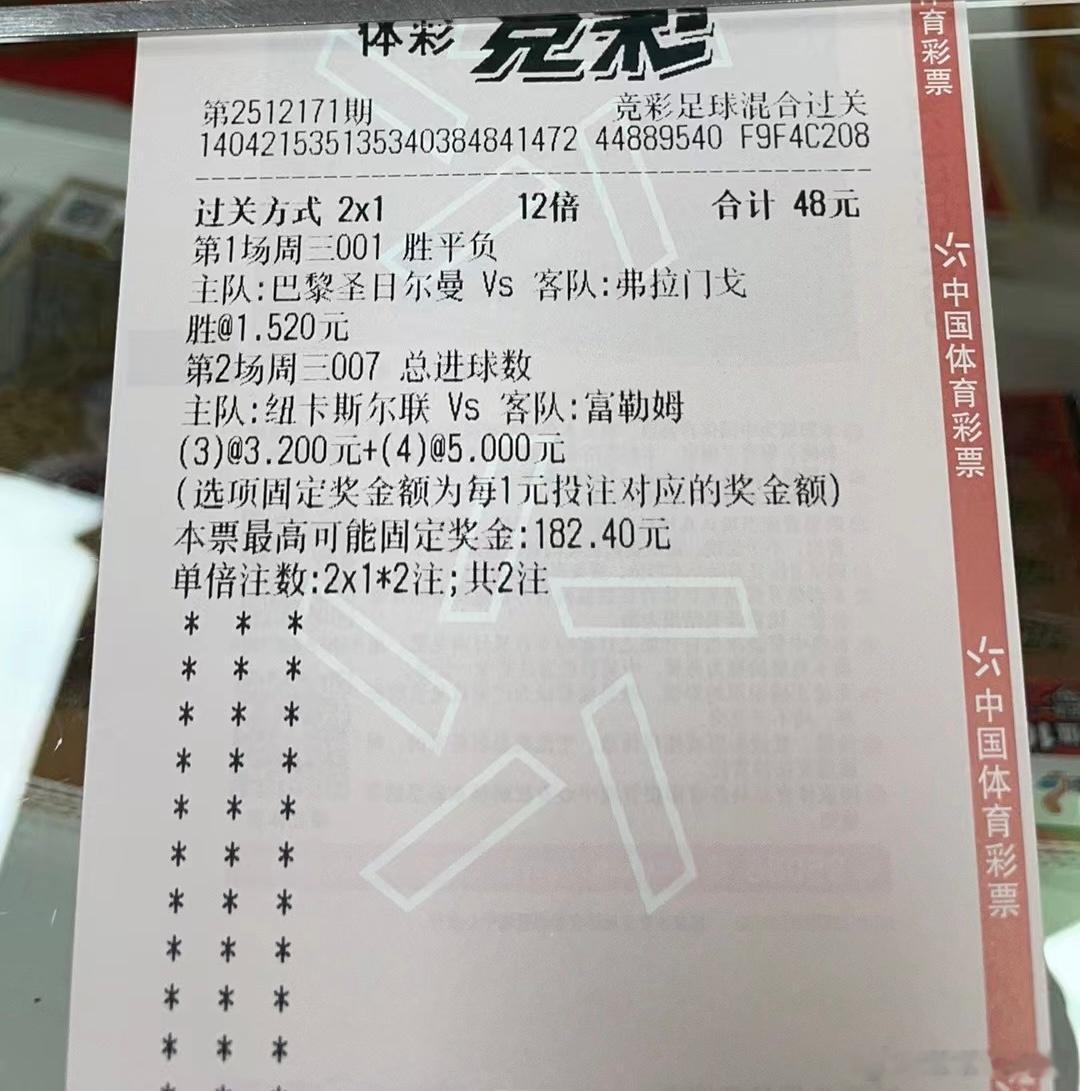 体彩 竞彩
第2512171期 竞彩足球混合过关
140421535135340384841472 44889540 F9F4C208
过关方式 2x1 12倍 合计 48元
第1场周三001 胜平负
主队:巴黎圣日尔曼 Vs 客队:弗拉门戈
胜@1.520元
第2场周三007 总进球数
主队:纽卡斯尔联 Vs 客队:富勒姆
(3)@3.200元+(4)@5.000元
(选项固定奖金额为每1元投注对应的奖金额)
本票最高可能固定奖金:182.40元
单倍注数:2x1*2注;共2注
* * *
* * *
* * *
* * *
* * *
* * *
* * *
* * *
* * *
* * *
育彩票
中国体育彩票
中国体育彩票